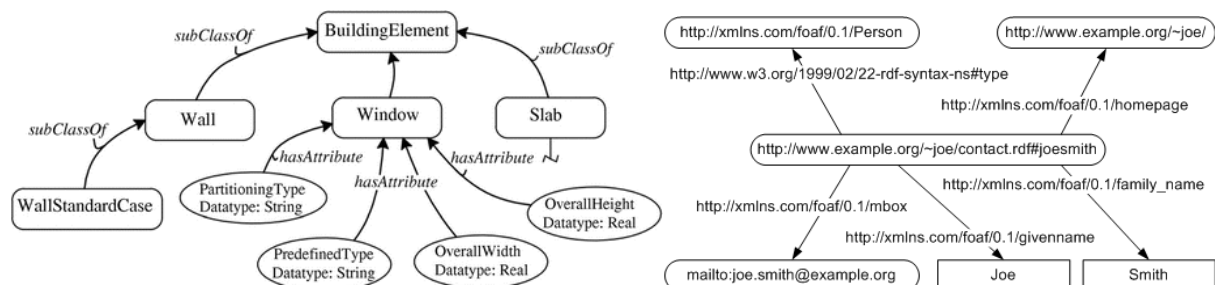 BuildingElement
subClassOf
subClassOf
Wall
Window
Slab
subClassOf
hasAttribute
hasAttribute
hasAttribute
WallStandardCase
PartitioningType
Datatype: String
PredefinedType
Datatype: String
OverallWidth
Datatype: Real
OverallHeight
Datatype: Real
http://xmlns.com/foaf/0.1/Person
http://www.example.org/~joe/
http://www.w3.org/1999/02/22-rdf-syntax-ns#type
http://xmlns.com/foaf/0.1/homepage
http://www.example.org/~joe/contact.rdf#joesmith
http://xmlns.com/foaf/0.1/family_name
http://xmlns.com/foaf/0.1/mbox
http://xmlns.com/foaf/0.1/givenname
mailto:joe.smith@example.org
Joe
Smith